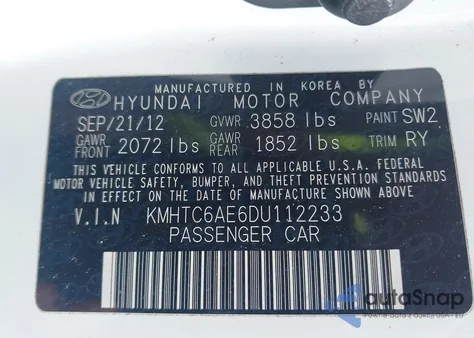 MANUFACTURED IN KOREA BY
HYUNDAI MOTOR COMPANY
SEP/21/12 GVWR 3858 lbs PAINT SW2
GAWR FRONT 2072 lbs GAWR REAR 1852 lbs TRIM RY
THIS VEHICLE CONFORMS TO ALL APPLICABLE U.S.A. FEDERAL
MOTOR VEHICLE SAFETY, BUMPER, AND THEFT PREVENTION STANDARDS
IN EFFECT ON THE DATE OF MANUFACTURE SHOWN ABOVE.
V.I.N KMHTC6AE6DU112233
PASSENGER CAR
autoSnap